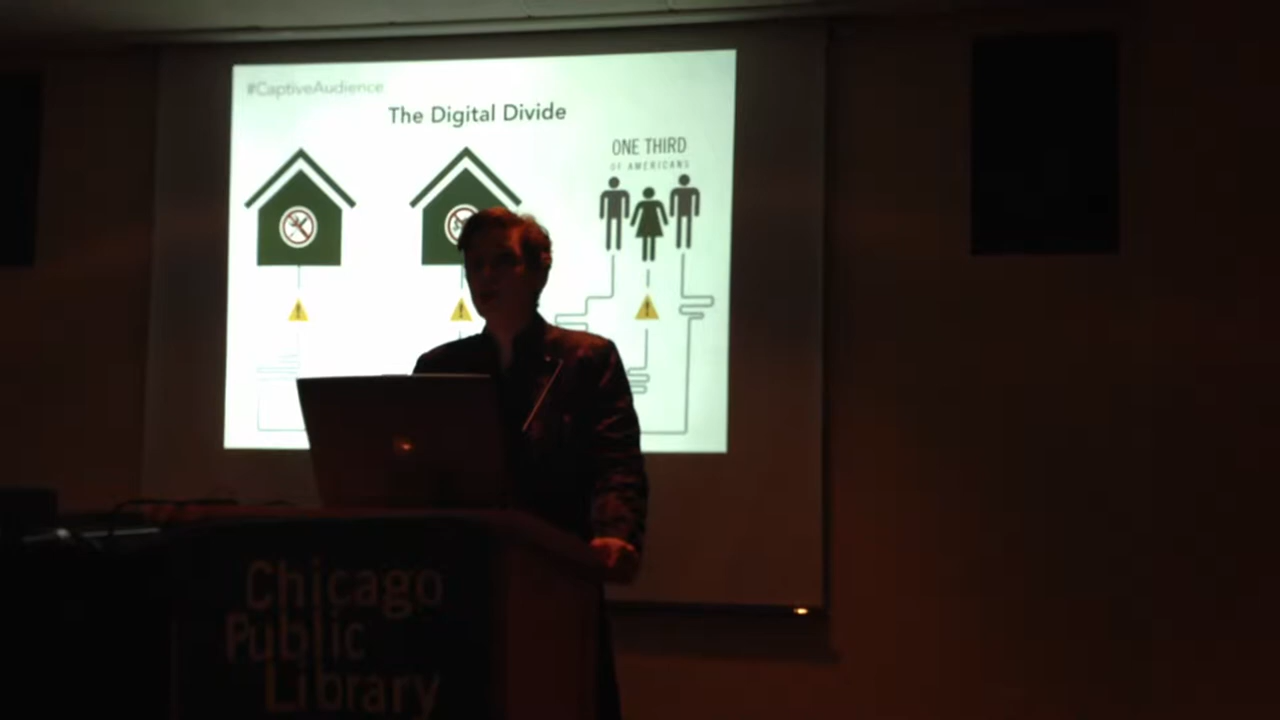 #CaptiveAudience
The Digital Divide
ONE THIRD
OF AMERICANS
Chicago
Public
Library